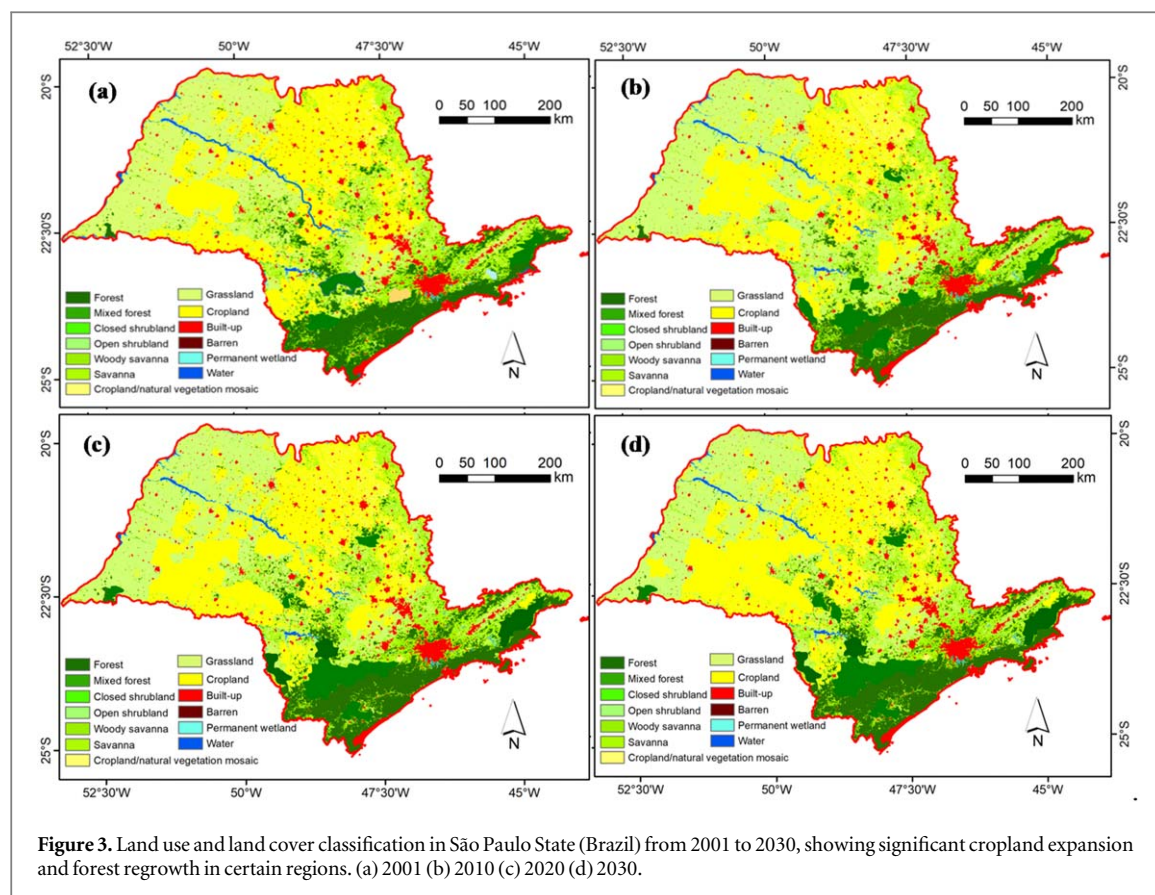 52°30'W 50°W 47°30'W 45°W
52°30'W 50°W 47°30'W 45°W
20°S
(a)
0 50 100 200
km
22°30'S
Forest
Mixed forest
Closed shrubland
Open shrubland
Woody savanna
Savanna
Cropland/natural vegetation mosaic
Grassland
Cropland
Built-up
Barren
Permanent wetland
Water
N
25°S
20°S
(b)
0 50 100 200
km
22°30'S
Forest
Mixed forest
Closed shrubland
Open shrubland
Woody savanna
Savanna
Cropland/natural vegetation mosaic
Grassland
Cropland
Built-up
Barren
Permanent wetland
Water
N
25°S
20°S
(c)
0 50 100 200
km
22°30'S
Forest
Mixed forest
Closed shrubland
Open shrubland
Woody savanna
Savanna
Cropland/natural vegetation mosaic
Grassland
Cropland
Built-up
Barren
Permanent wetland
Water
N
25°S
20°S
(d)
0 50 100 200
km
22°30'S
Forest
Mixed forest
Closed shrubland
Open shrubland
Woody savanna
Savanna
Cropland/natural vegetation mosaic
Grassland
Cropland
Built-up
Barren
Permanent wetland
Water
N
25°S
52°30'W 50°W 47°30'W 45°W
52°30'W 50°W 47°30'W 45°W
Figure 3. Land use and land cover classification in São Paulo State (Brazil) from 2001 to 2030, showing significant cropland expansion
and forest regrowth in certain regions. (a) 2001 (b) 2010 (c) 2020 (d) 2030.